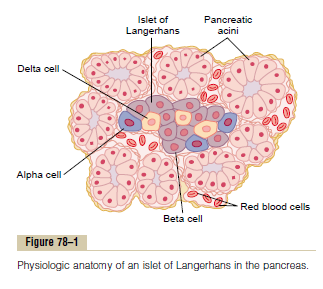 Islet of
Langerhans
Pancreatic
acini
Delta cell
Alpha cell
Red blood cells
Beta cell
Figure 78–1
Physiologic anatomy of an islet of Langerhans in the pancreas.